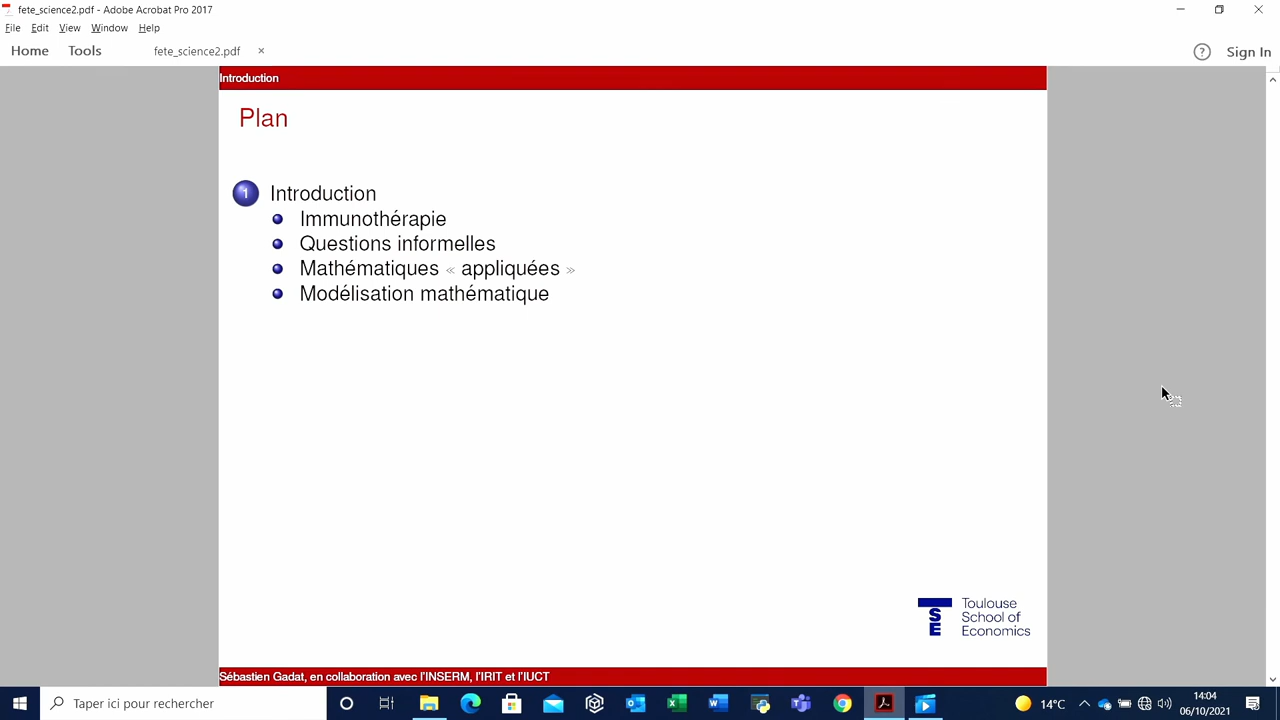 fete_science2.pdf - Adobe Acrobat Pro 2017
File Edit View Window Help
Home Tools fete_science2.pdf × ? Sign In
Introduction
Plan
1 Introduction
Immunothérapie
Questions informelles
Mathématiques « appliquées »
Modélisation mathématique
TSE
Toulouse
School of
Economics
Sébastien Gadat, en collaboration avec l'INSERM, l'IRIT et l'IUCT
Taper ici pour rechercher
14°C
14:04
06/10/2021